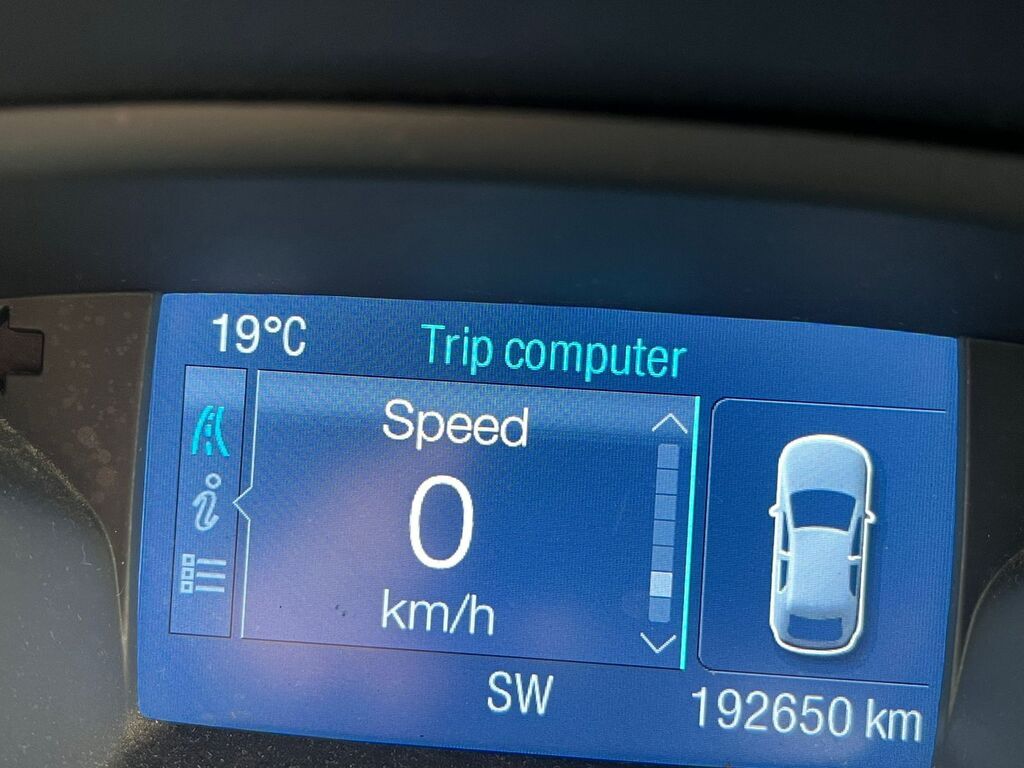 19°C
Trip computer
Speed
0
km/h
SW
192650 km